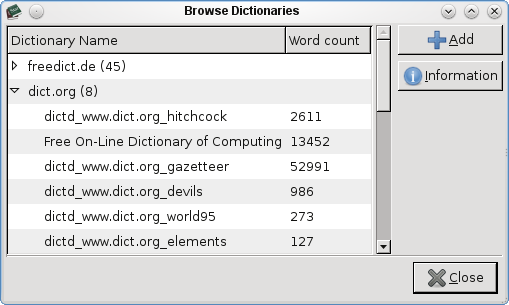 Browse Dictionaries
Dictionary Name Word count
Add
freedict.de (45)
Information
dict.org (8)
dictd_www.dict.org_hitchcock 2611
Free On-Line Dictionary of Computing 13452
dictd_www.dict.org_gazetteer 52991
dictd_www.dict.org_devils 986
dictd_www.dict.org_world95 273
dictd_www.dict.org_elements 127
Close